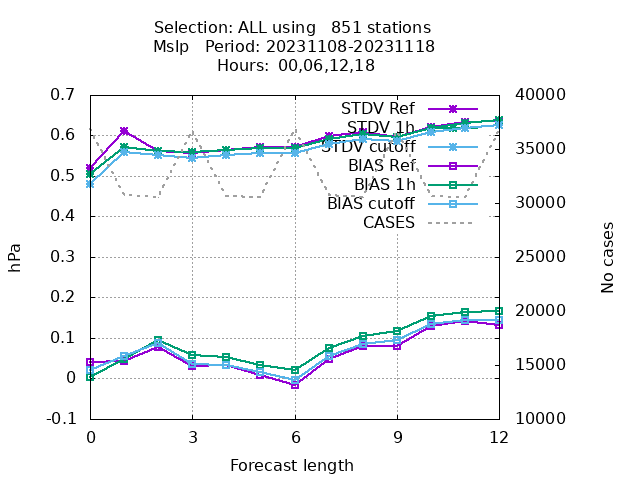 Selection: ALL using   851 stations
Mslp   Period: 20231108-20231118
Hours: 00,06,12,18
0.7
0.6
0.5
0.4
0.3
0.2
0.1
0
-0.1
hPa
STDV Ref
STDV 1h
STDV cutoff
BIAS Ref
BIAS 1h
BIAS cutoff
CASES
40000
35000
30000
25000
20000
15000
10000
No cases
0 3 6 9 12
Forecast length